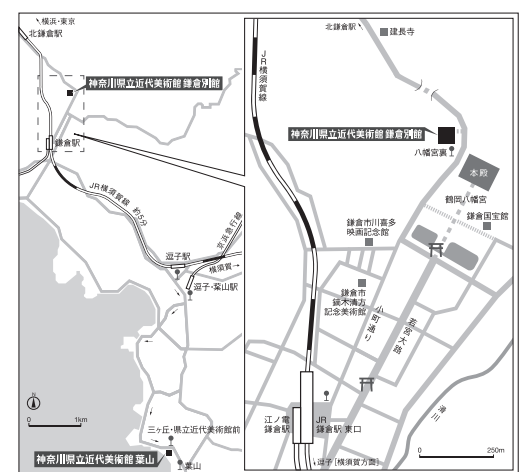 横浜・東京
北鎌倉駅
神奈川県立近代美術館 鎌倉別館
鎌倉駅
JR横須賀線 約5分
京浜急行線
逗子駅
横須賀→
逗子・葉山駅
N
0 1km
三ヶ丘・県立近代美術館前
神奈川県立近代美術館 葉山
葉山
北鎌倉駅
建長寺
JR横須賀線
神奈川県立近代美術館 鎌倉別館
八幡宮裏
本殿
鶴岡八幡宮
鎌倉国宝館
鎌倉市川喜多
映画記念館
鎌倉市
鏑木清方
記念美術館
小町通り
若宮大路
滑川
江ノ電
鎌倉駅
JR
鎌倉駅 東口
逗子[横須賀方面]
0 250m